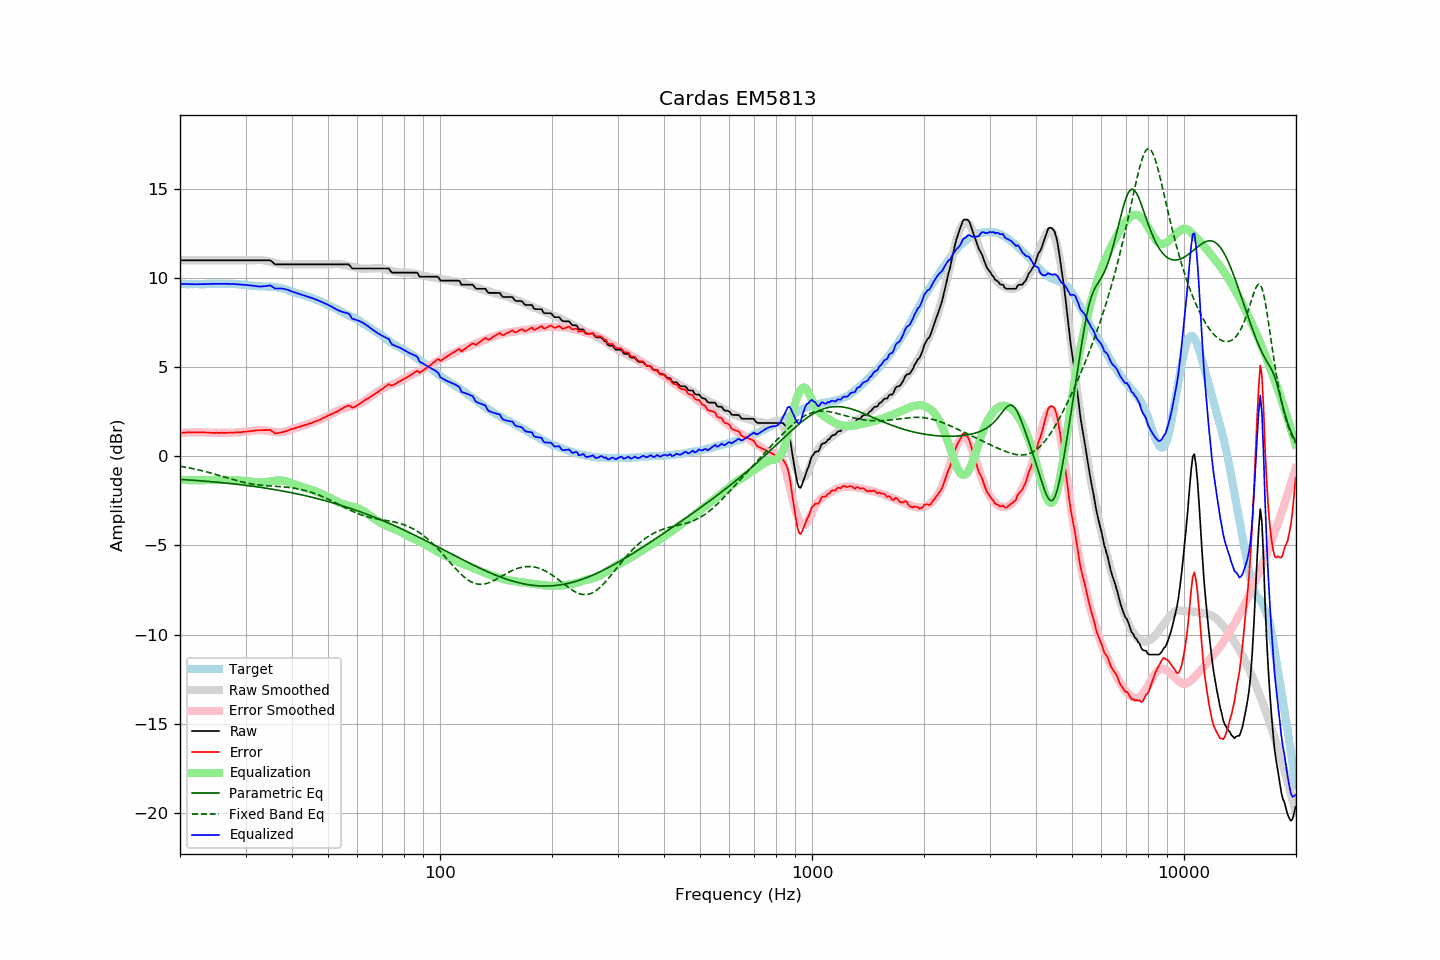 Cardas EM5813
Amplitude (dBr)
15
10
5
0
−5
−10
−15
−20
Target
Raw Smoothed
Error Smoothed
Raw
Error
Equalization
Parametric Eq
Fixed Band Eq
Equalized
100
1000
10000
Frequency (Hz)